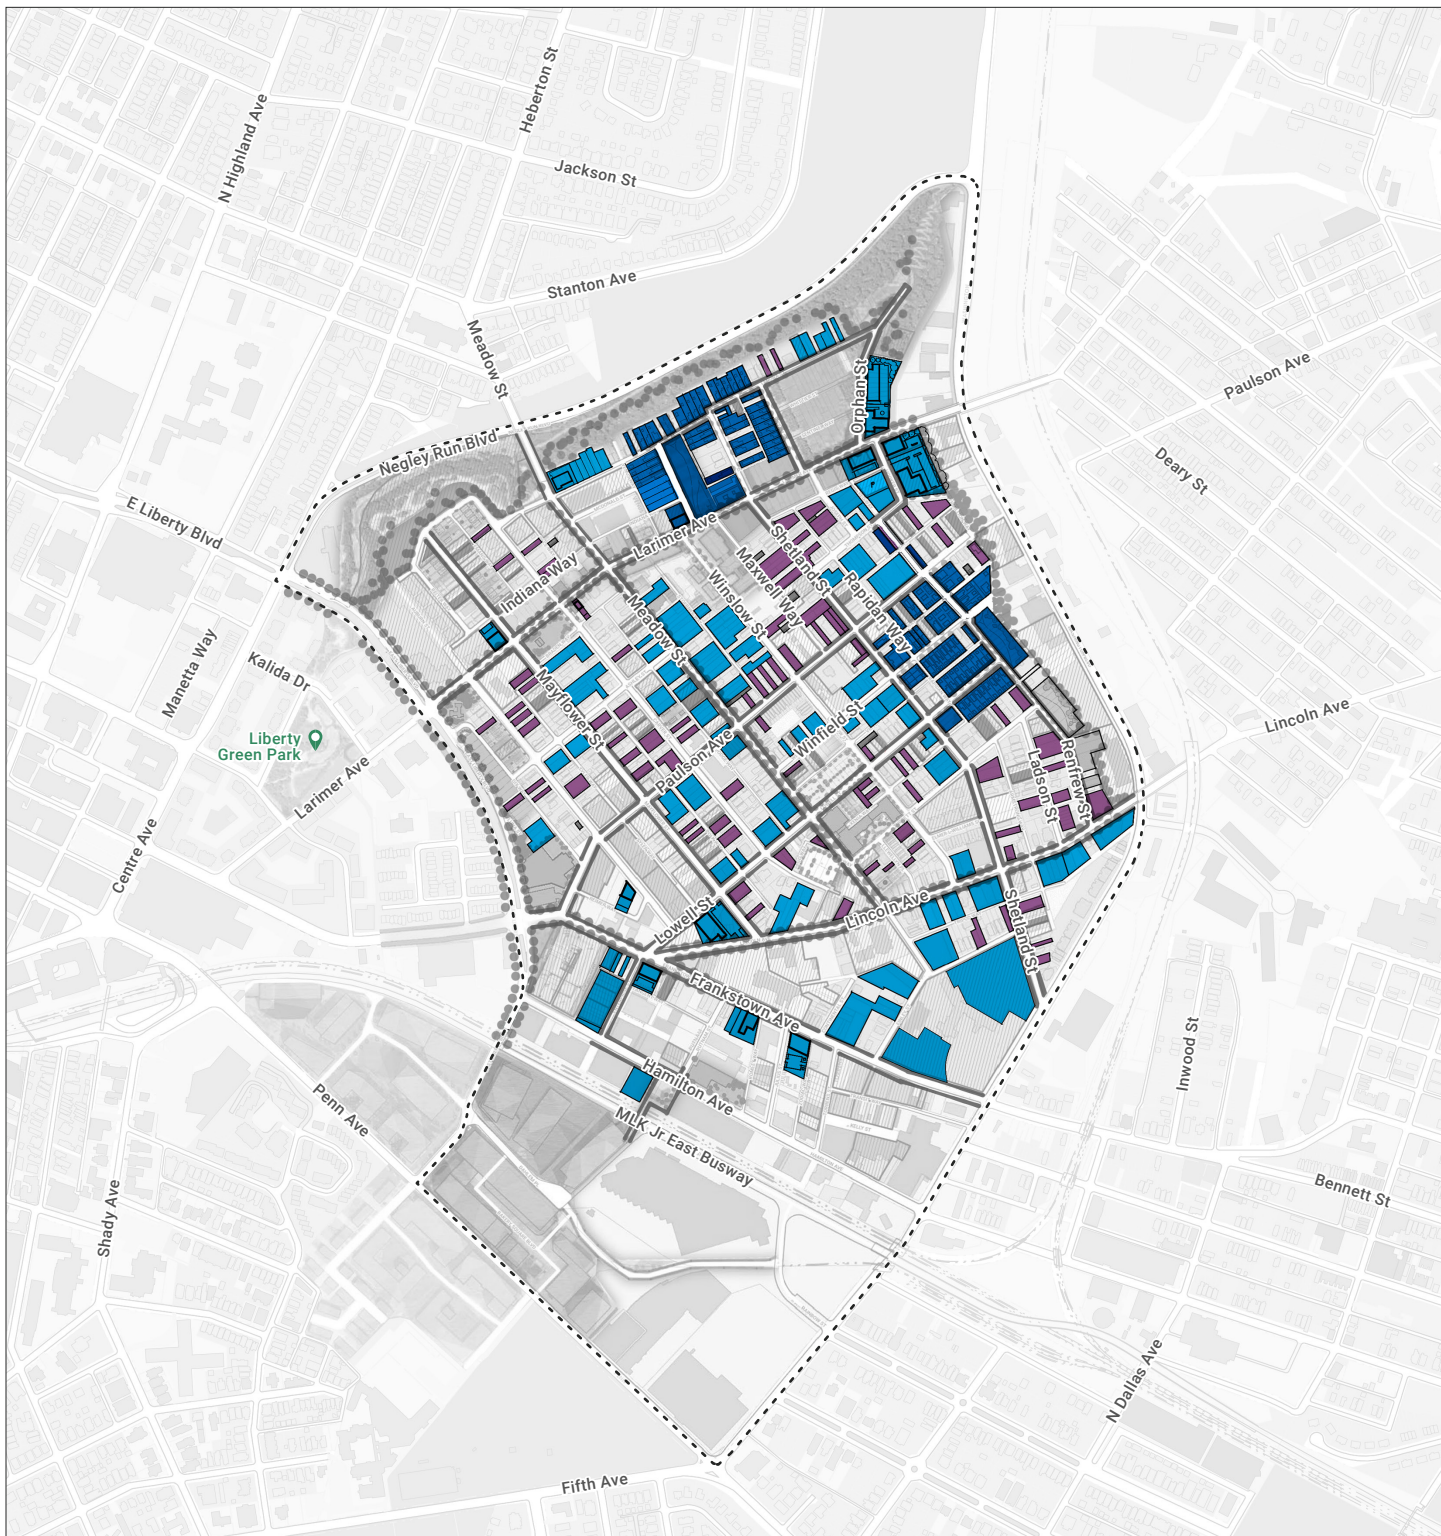 Heberton St
N Highland Ave
Jackson St
Stanton Ave
Meadow St
Paulson Ave
Orphan St
Negley Run Blvd
Deary St
E Liberty Blvd
Larimer Ave
Indiana Way
Shetland St
Maxwell Way
Rapidan Way
Winslow St
Meadow St
Manetta Way
Kalida Dr
Mayflower St
Liberty
Green Park
Lincoln Ave
Winfield St
Paulson Ave
Larimer Ave
Renfrew St
Ladson St
Centre Ave
Lowell St
Lincoln Ave
Shetland St
Frankstown Ave
Inwood St
Hamilton Ave
Penn Ave
MLK Jr East Busway
KELLY ST
Bennett St
Shady Ave
N Dallas Ave
Fifth Ave